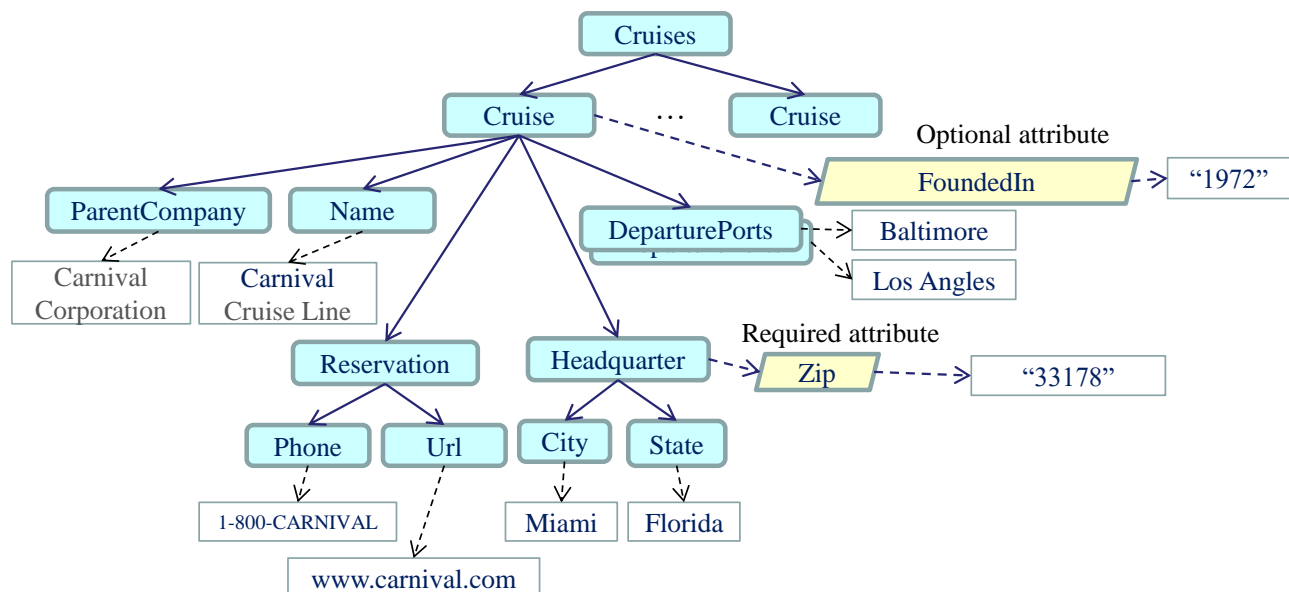 Cruises
Cruise
…
Cruise
Optional attribute
FoundedIn
“1972”
ParentCompany
Name
DeparturePorts
Baltimore
Carnival
Corporation
Carnival
Cruise Line
Los Angles
Required attribute
Reservation
Headquarter
Zip
“33178”
Phone
Url
City
State
1-800-CARNIVAL
Miami
Florida
www.carnival.com